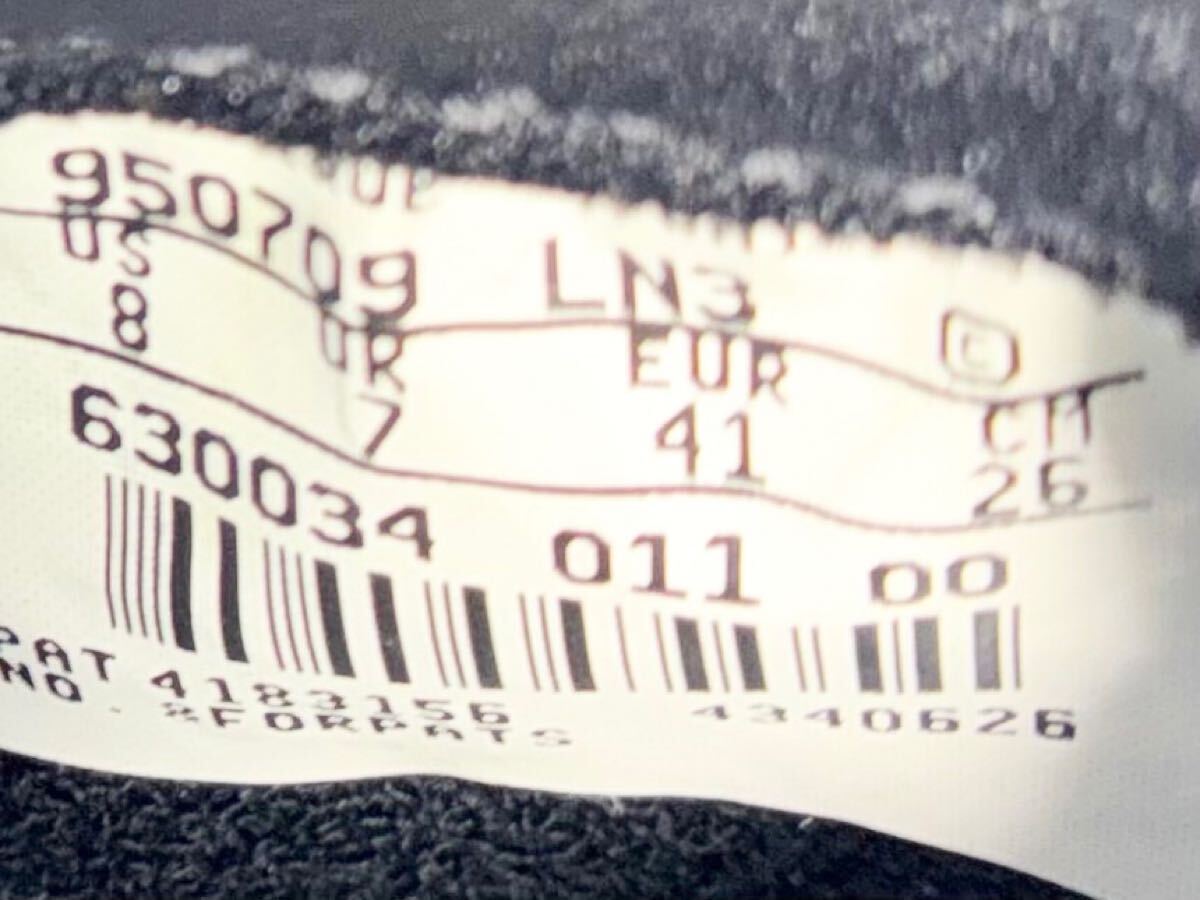 950709 LN3 C
US UK EUR CM
8 7 41 26
630034 011 00
PAT 4183156 4340626
NO. *FORPATS